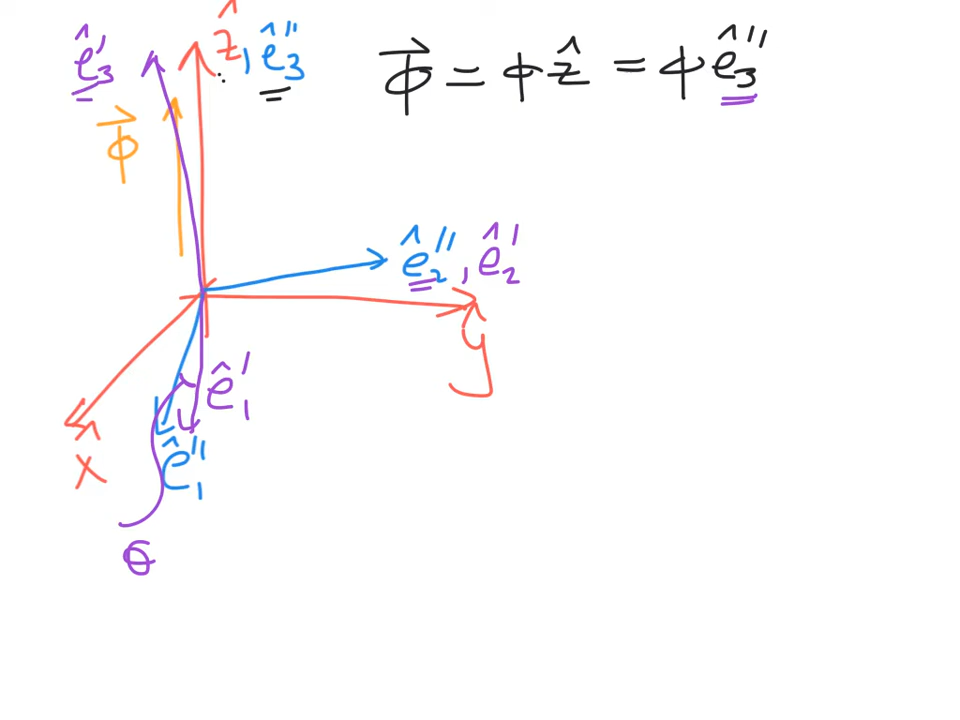 ẑ, ê₃″
ê₃′
ϕ⃗ = ϕ ẑ = ϕ ê₃″
ϕ⃗
ê₂″, ê₂′
ŷ
ê₁′
x̂
ê₁″
θ